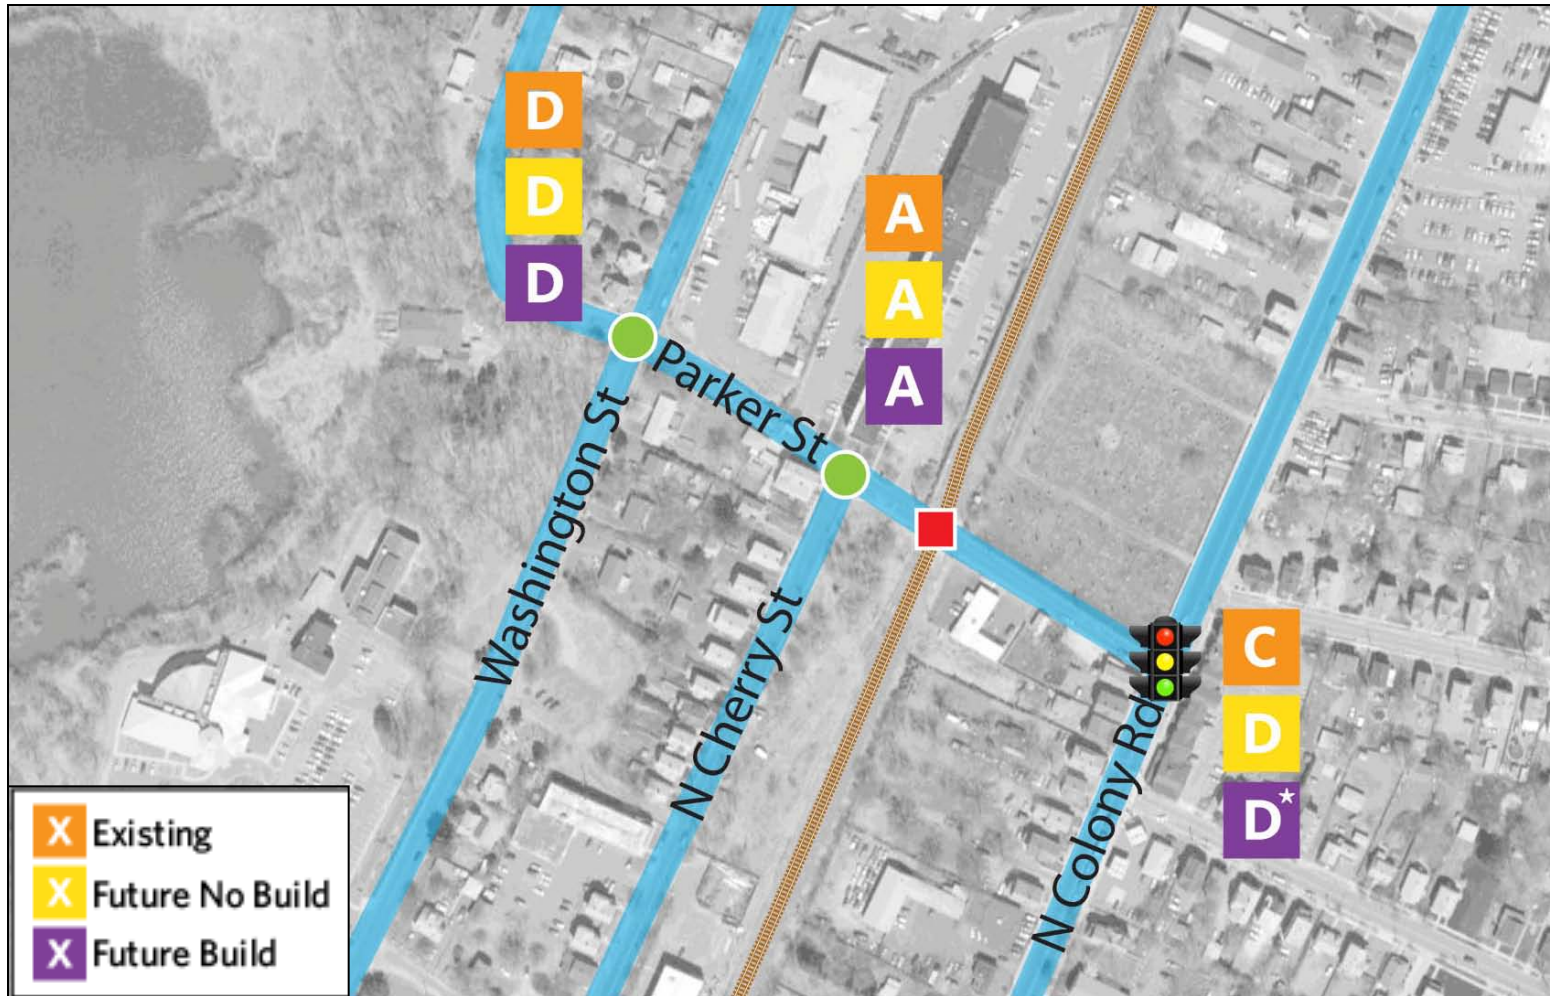 D
D
D
A
A
A
Parker St
Washington St
N Cherry St
N Colony Rd
C
D
D*
X Existing
X Future No Build
X Future Build